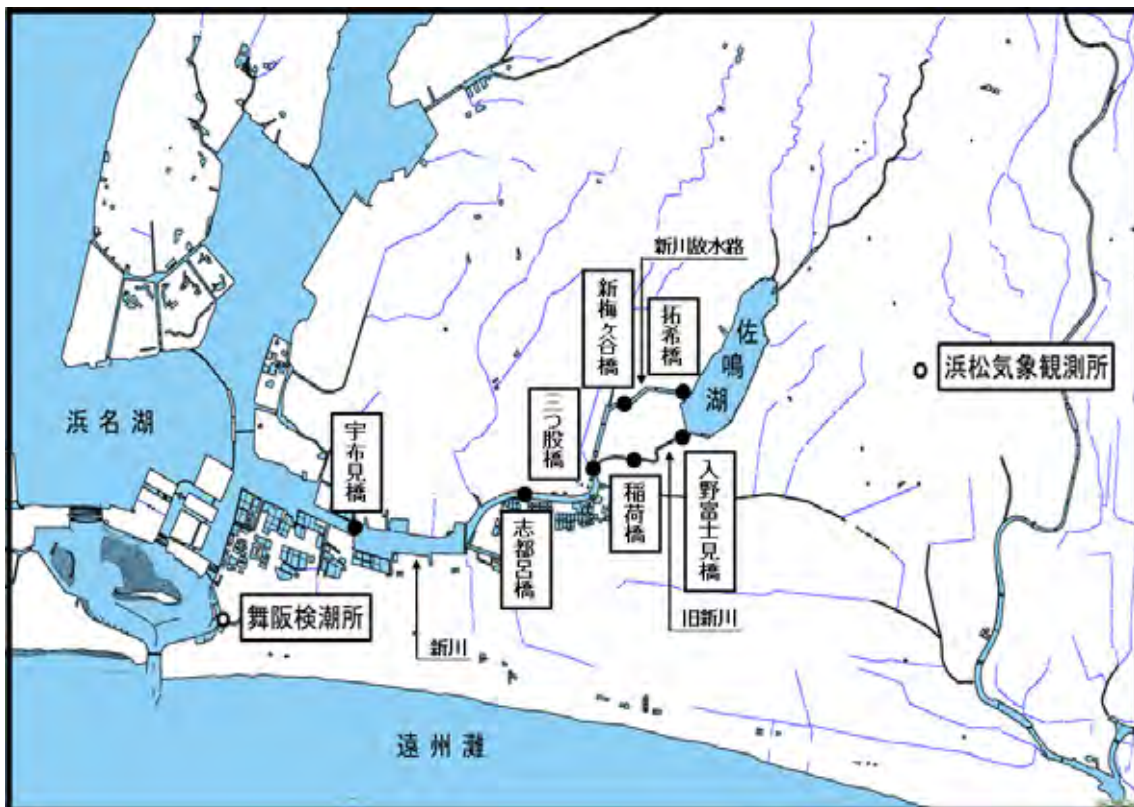 新川放水路
新梅ヶ谷橋
拓希橋
佐鳴湖
浜松気象観測所
浜名湖
宇布見橋
三つ股橋
志都呂橋
稲荷橋
入野富士見橋
舞阪検潮所
新川
旧新川
遠州灘